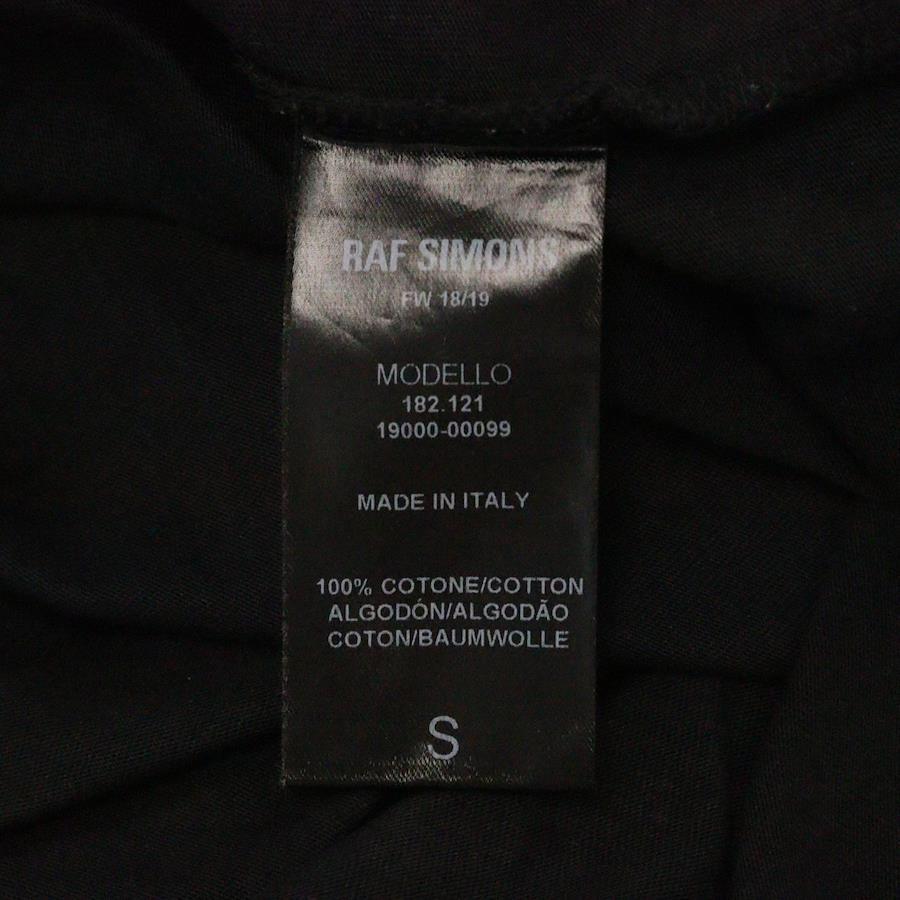 RAF SIMONS
FW 18/19
MODELLO
182.121
19000-00099
MADE IN ITALY
100% COTONE/COTTON
ALGODÓN/ALGODÃO
COTON/BAUMWOLLE
S